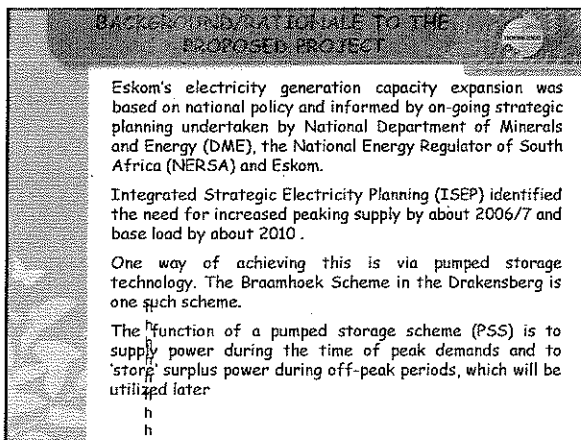 BACKGROUND/RATIONALE TO THE
PROPOSED PROJECT
Eskom's electricity generation capacity expansion was
based on national policy and informed by on-going strategic
planning undertaken by National Department of Minerals
and Energy (DME), the National Energy Regulator of South
Africa (NERSA) and Eskom.
Integrated Strategic Electricity Planning (ISEP) identified
the need for increased peaking supply by about 2006/7 and
base load by about 2010 .
One way of achieving this is via pumped storage
technology. The Braamhoek Scheme in the Drakensberg is
one such scheme.
The function of a pumped storage scheme (PSS) is to
supply power during the time of peak demands and to
'store' surplus power during off-peak periods, which will be
utilized later
h
h